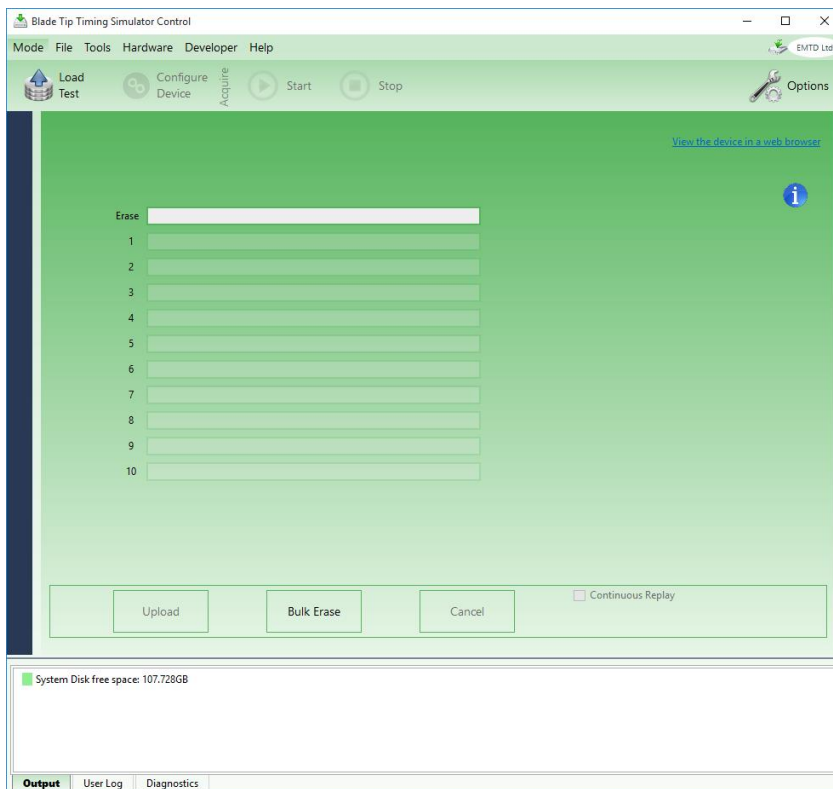 Blade Tip Timing Simulator Control
Mode File Tools Hardware Developer Help
EMTD Ltd
Load Test
Configure Device
Acquire
Start
Stop
Options
View the device in a web browser
i
Erase
1
2
3
4
5
6
7
8
9
10
Upload
Bulk Erase
Cancel
Continuous Replay
System Disk free space: 107.728GB
Output User Log Diagnostics